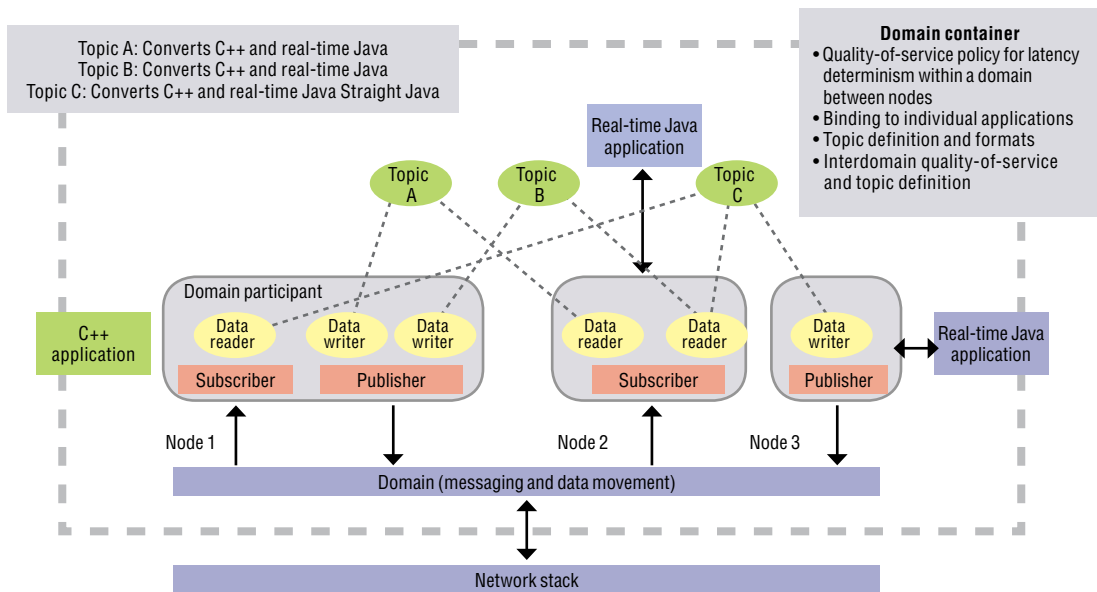 Topic A: Converts C++ and real-time Java
Topic B: Converts C++ and real-time Java
Topic C: Converts C++ and real-time Java Straight Java
Domain container
• Quality-of-service policy for latency
determinism within a domain
between nodes
• Binding to individual applications
• Topic definition and formats
• Interdomain quality-of-service
and topic definition
Real-time Java
application
Topic
A
Topic
B
Topic
C
Domain participant
C++
application
Data
reader
Data
writer
Data
writer
Subscriber
Publisher
Data
reader
Data
reader
Subscriber
Data
writer
Publisher
Real-time Java
application
Node 1
Node 2
Node 3
Domain (messaging and data movement)
Network stack